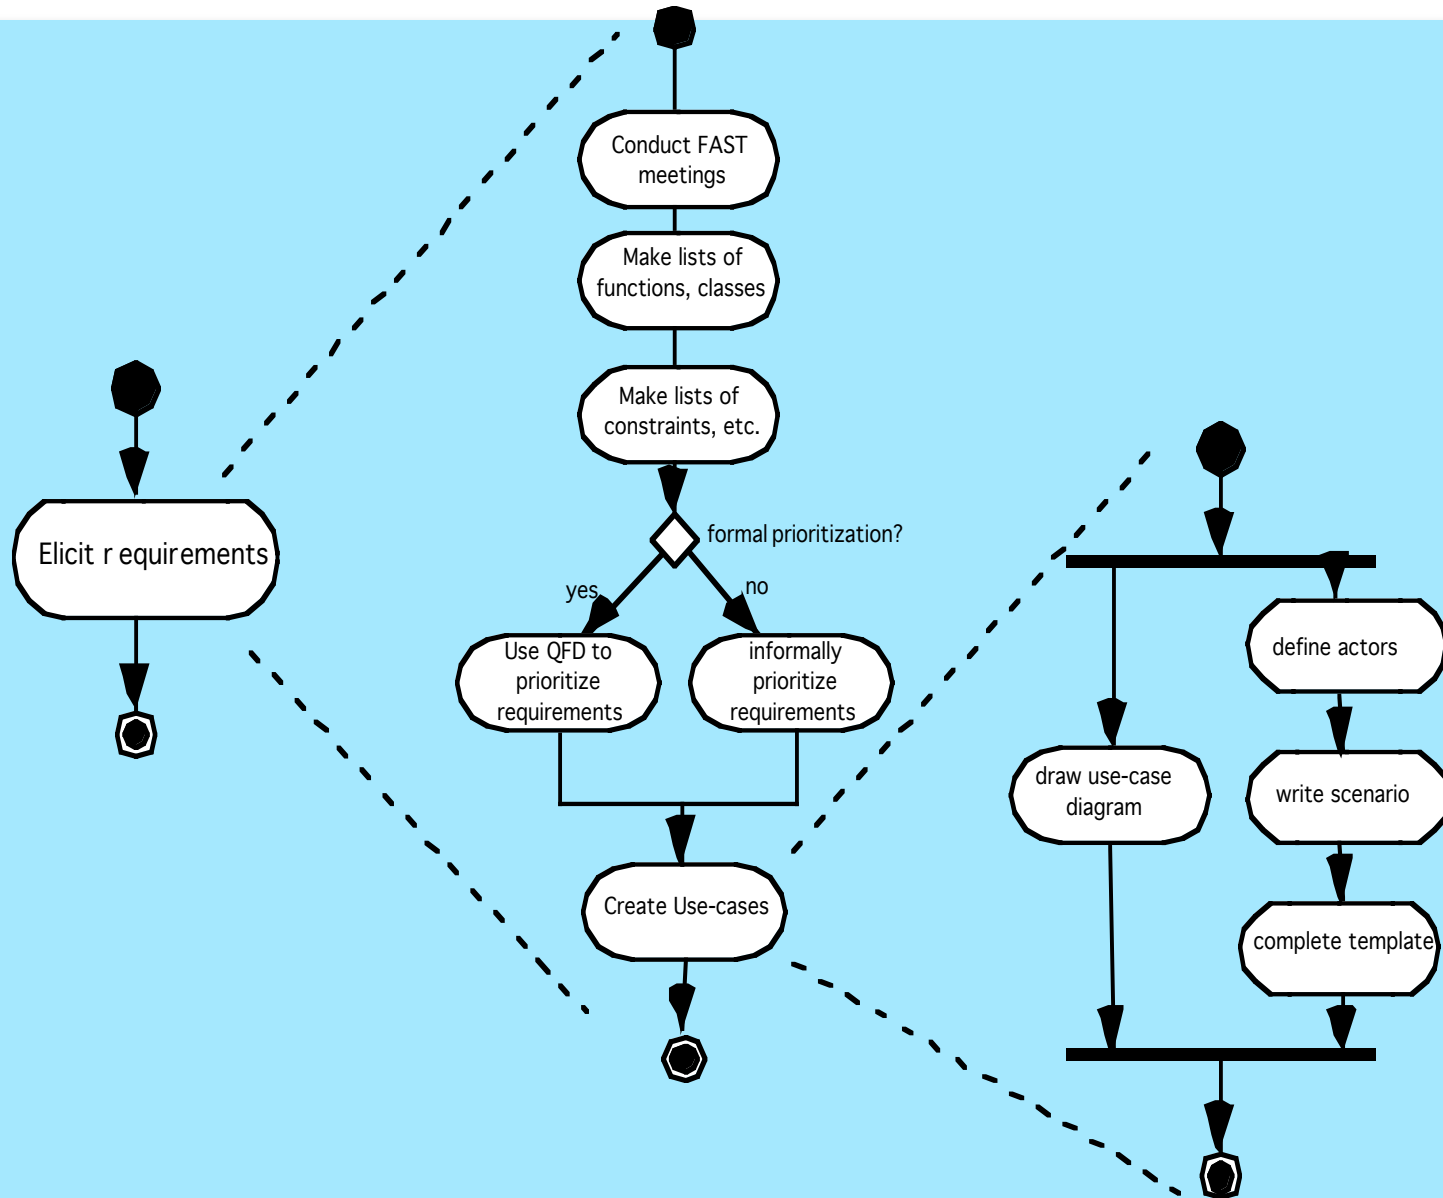 Elicit r equirements
Conduct FAST
meetings
Make lists of
functions, classes
Make lists of
constraints, etc.
formal prioritization?
yes
no
Use QFD to
prioritize
requirements
informally
prioritize
requirements
Create Use-cases
define actors
draw use-case
diagram
write scenario
complete template